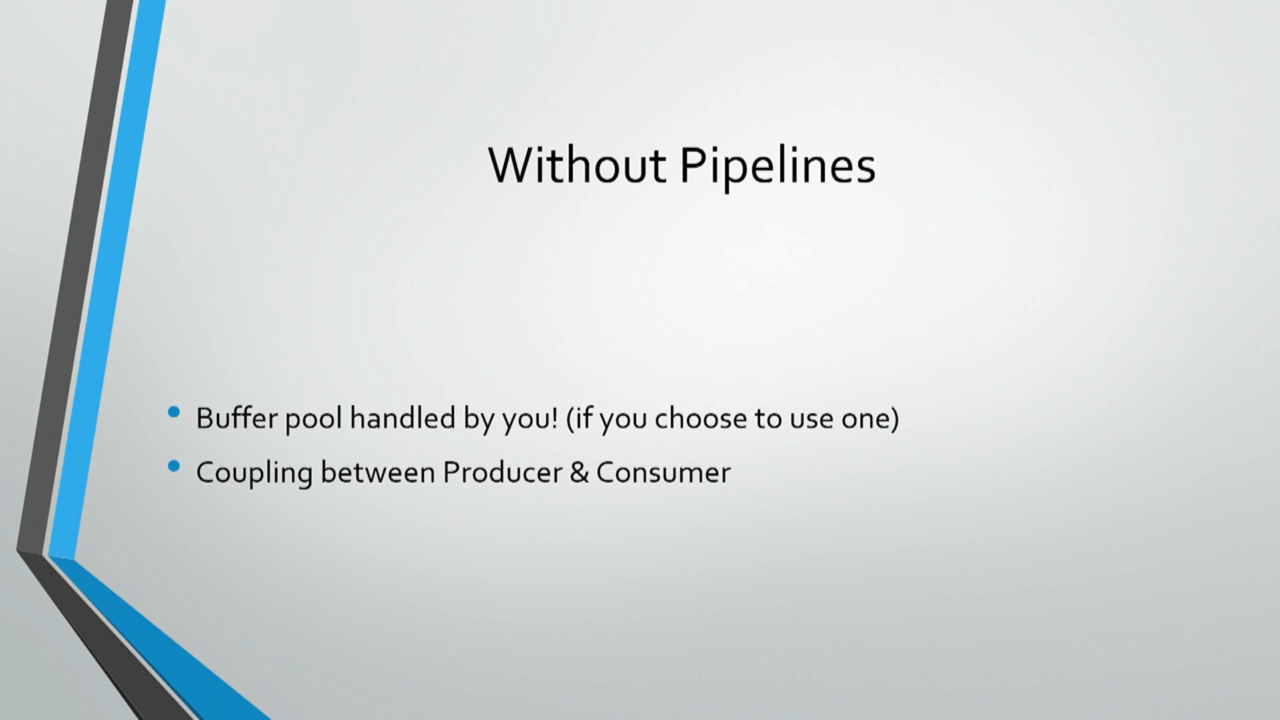 Without Pipelines
• Buffer pool handled by you! (if you choose to use one)
• Coupling between Producer & Consumer